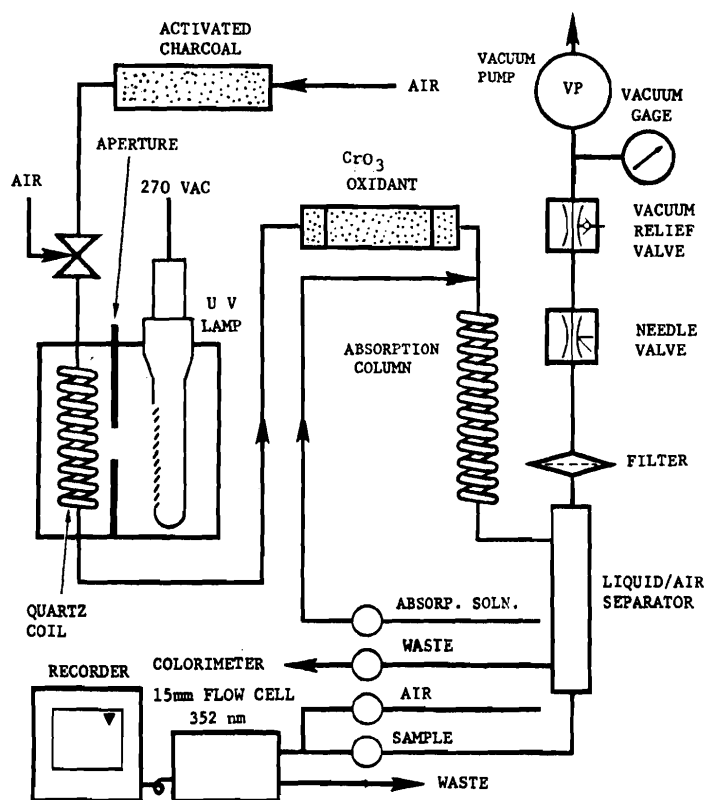 ACTIVATED
CHARCOAL
AIR
VACUUM
PUMP
VP
VACUUM
GAGE
APERTURE
AIR
270 VAC
CrO3
OXIDANT
VACUUM
RELIEF
VALVE
U V
LAMP
ABSORPTION
COLUMN
NEEDLE
VALVE
FILTER
LIQUID/AIR
SEPARATOR
QUARTZ
COIL
ABSORP. SOLN.
WASTE
COLORIMETER
RECORDER
15mm FLOW CELL
352 nm
AIR
SAMPLE
WASTE